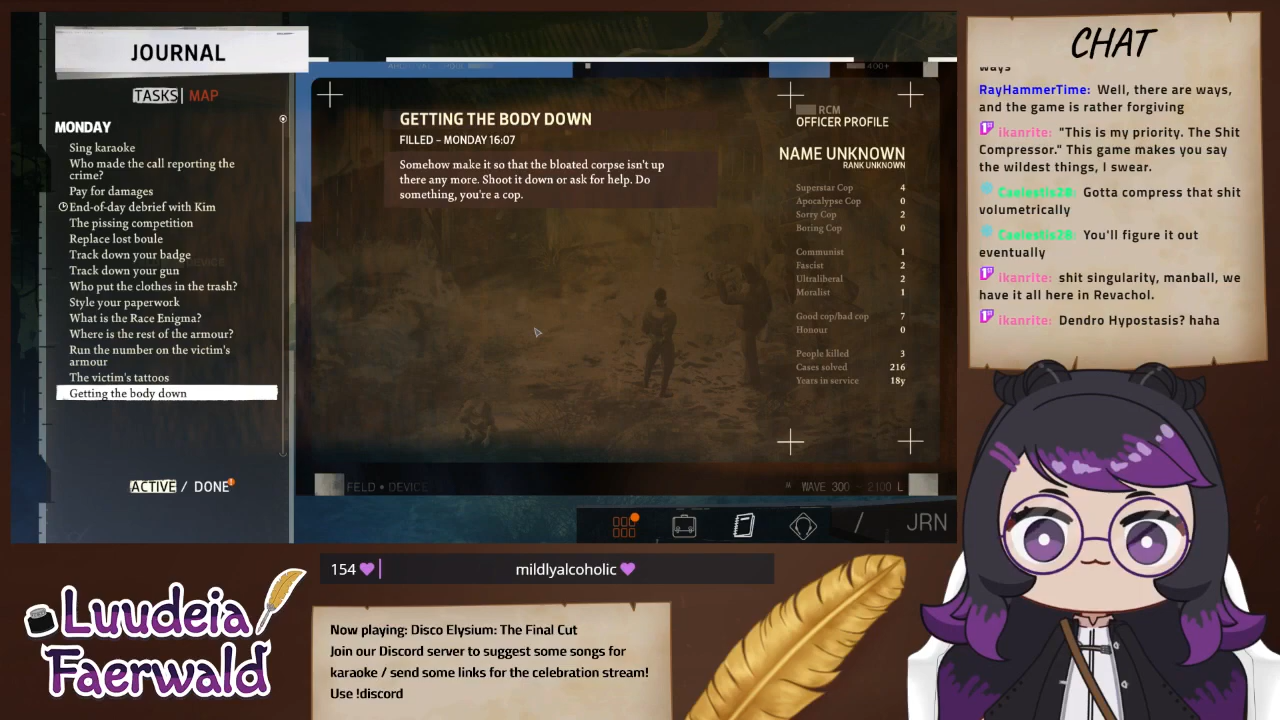 JOURNAL
TASKS | MAP
MONDAY
Sing karaoke
Who made the call reporting the
crime?
Pay for damages
End-of-day debrief with Kim
The pissing competition
Replace lost boule
Track down your badge
Track down your gun
Who put the clothes in the trash?
Style your paperwork
What is the Race Enigma?
Where is the rest of the armour?
Run the number on the victim's
armour
The victim's tattoos
Getting the body down
ACTIVE / DONE
GETTING THE BODY DOWN
FILLED – MONDAY 16:07
Somehow make it so that the bloated corpse isn't up
there any more. Shoot it down or ask for help. Do
something, you're a cop.
400+
RCM
OFFICER PROFILE
NAME UNKNOWN
RANK UNKNOWN
Superstar Cop 4
Apocalypse Cop 0
Sorry Cop 2
Boring Cop 0
Communist 1
Fascist 2
Ultraliberal 2
Moralist 1
Good cop/bad cop 7
Honour 0
People killed 3
Cases solved 216
Years in service 18y
FELD • DEVICE
WAVE 300 – 2100 L
/ JRN
CHAT
ways
RayHammerTime: Well, there are ways,
and the game is rather forgiving
ikanrite: "This is my priority. The Shit
Compressor." This game makes you say
the wildest things, I swear.
Caelestis28: Gotta compress that shit
volumetrically
Caelestis28: You'll figure it out
eventually
ikanrite: shit singularity, manball, we
have it all here in Revachol.
ikanrite: Dendro Hypostasis? haha
154
mildlyalcoholic
Luudeia
Faerwald
Now playing: Disco Elysium: The Final Cut
Join our Discord server to suggest some songs for
karaoke / send some links for the celebration stream!
Use !discord